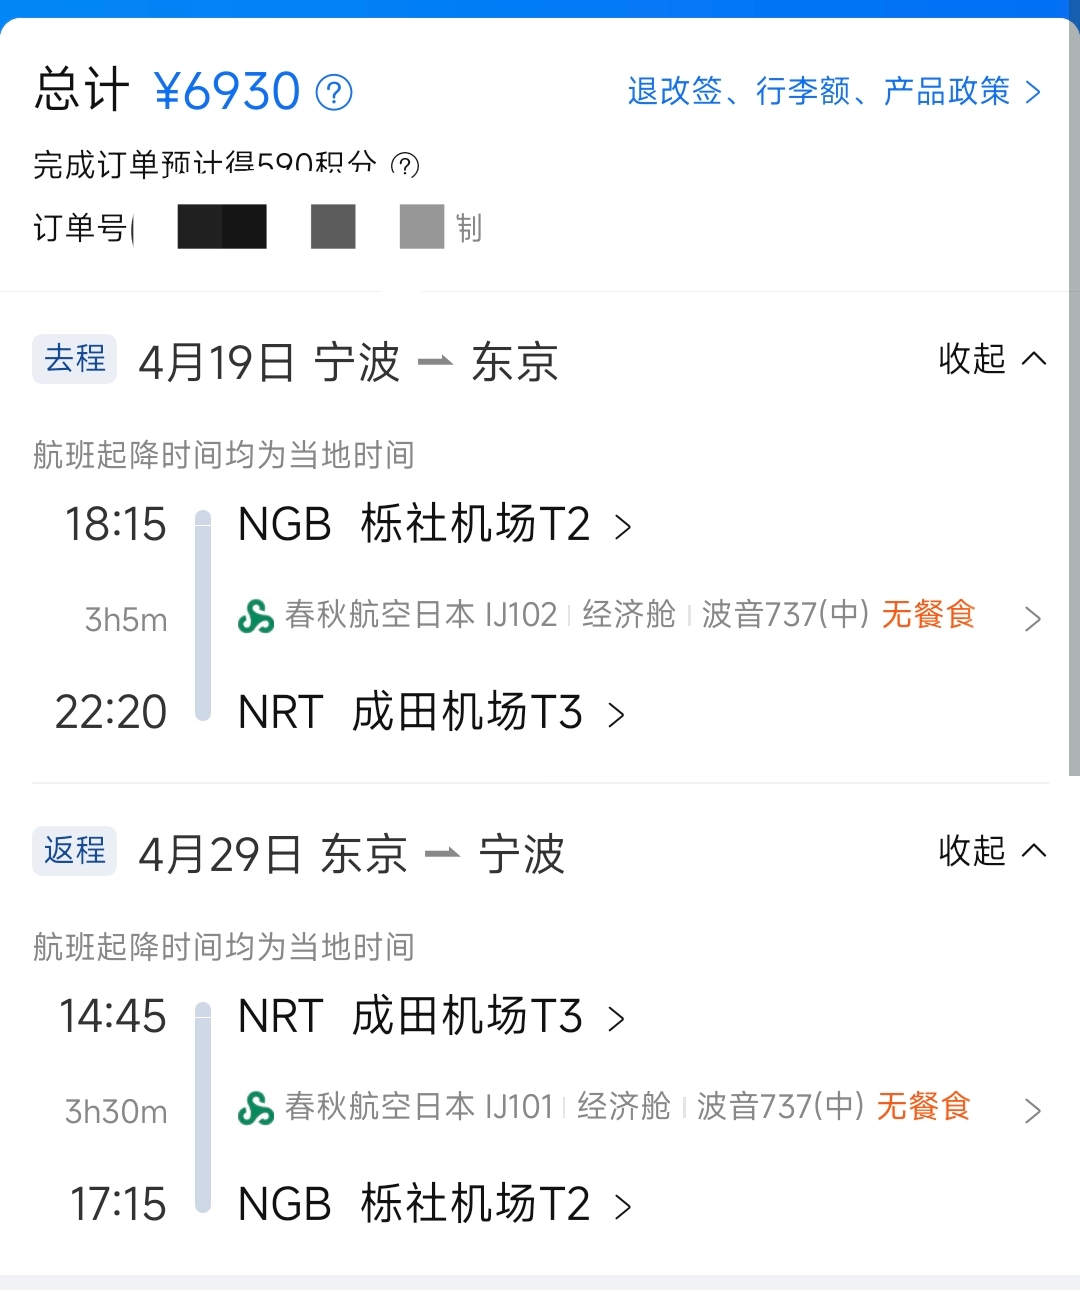 总计 ¥6930 ?
退改签、行李额、产品政策 >
完成订单预计得590积分 ?
订单号 制
去程 4月19日 宁波 东京 收起
航班起降时间均为当地时间
18:15 NGB 栎社机场T2 >
3h5m 春秋航空日本 IJ102 | 经济舱 | 波音737(中) 无餐食 >
22:20 NRT 成田机场T3 >
返程 4月29日 东京 宁波 收起
航班起降时间均为当地时间
14:45 NRT 成田机场T3 >
3h30m 春秋航空日本 IJ101 | 经济舱 | 波音737(中) 无餐食 >
17:15 NGB 栎社机场T2 >